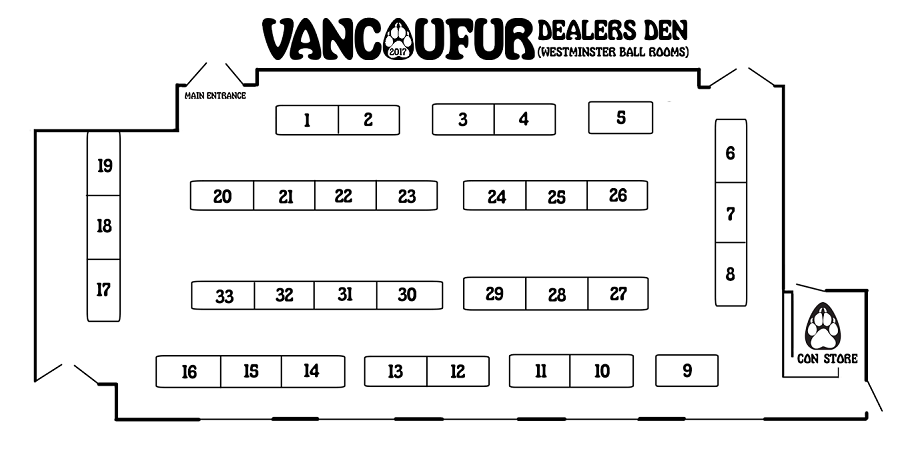 VANCOUFUR DEALERS DEN
2017 (WESTMINSTER BALL ROOMS)
MAIN ENTRANCE
1 2 3 4 5
19 6
20 21 22 23 24 25 26
18 7
17 8
33 32 31 30 29 28 27
CON STORE
16 15 14 13 12 11 10 9